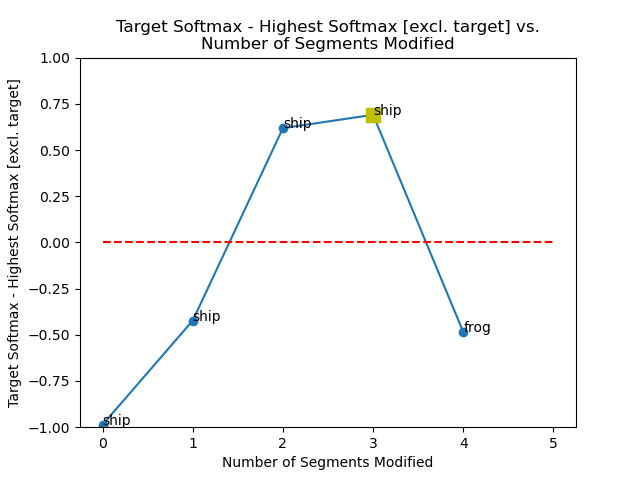 Target Softmax - Highest Softmax [excl. target] vs.
Number of Segments Modified
Target Softmax - Highest Softmax [excl. target]
1.00
0.75
0.50
0.25
0.00
−0.25
−0.50
−0.75
−1.00
ship
ship
ship
ship
frog
0
1
2
3
4
5
Number of Segments Modified